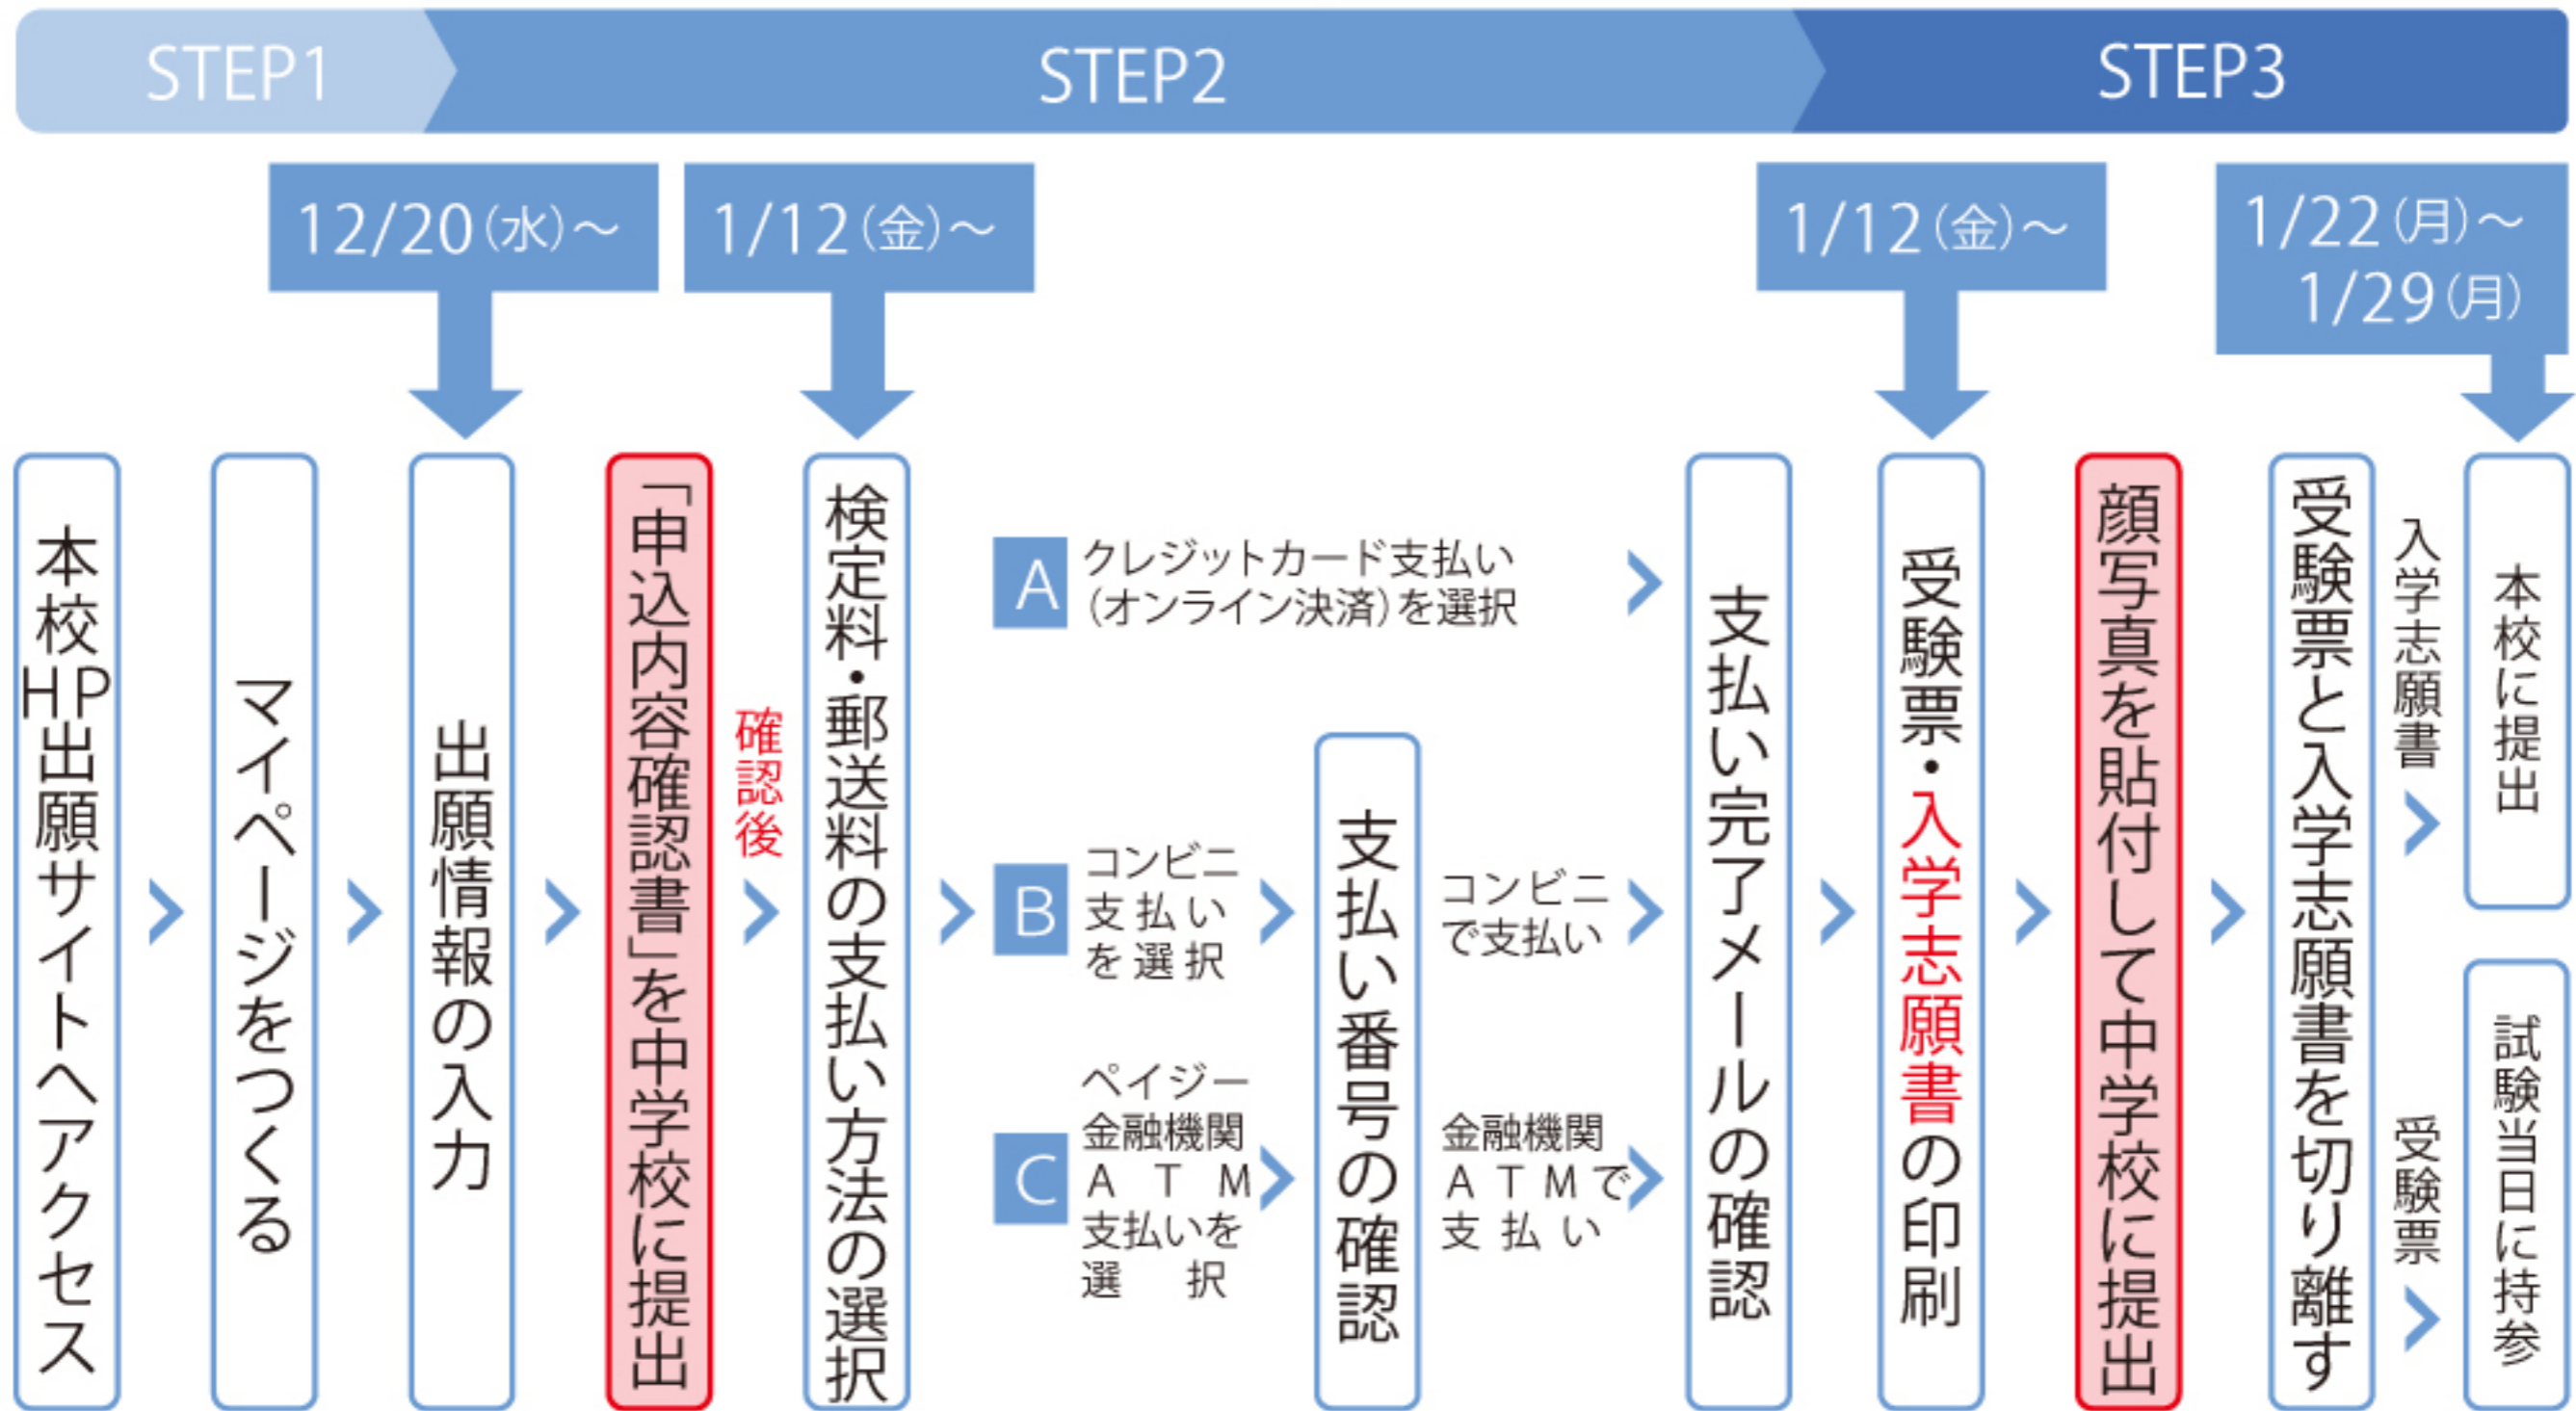 STEP1
STEP2
STEP3
12/20(水)～
1/12(金)～
1/12(金)～
1/22(月)～
1/29(月)
本校HP出願サイトへアクセス
マイページをつくる
出願情報の入力
「申込内容確認書」を中学校に提出
確認後
検定料・郵送料の支払い方法の選択
A
クレジットカード支払い
(オンライン決済)を選択
B
コンビニ
支払い
を選択
C
ペイジー
金融機関
ATM
支払いを
選択
支払い番号の確認
コンビニ
で支払い
金融機関
ATMで
支払い
支払い完了メールの確認
受験票・入学志願書の印刷
顔写真を貼付して中学校に提出
受験票と入学志願書を切り離す
入学志願書
本校に提出
受験票
試験当日に持参